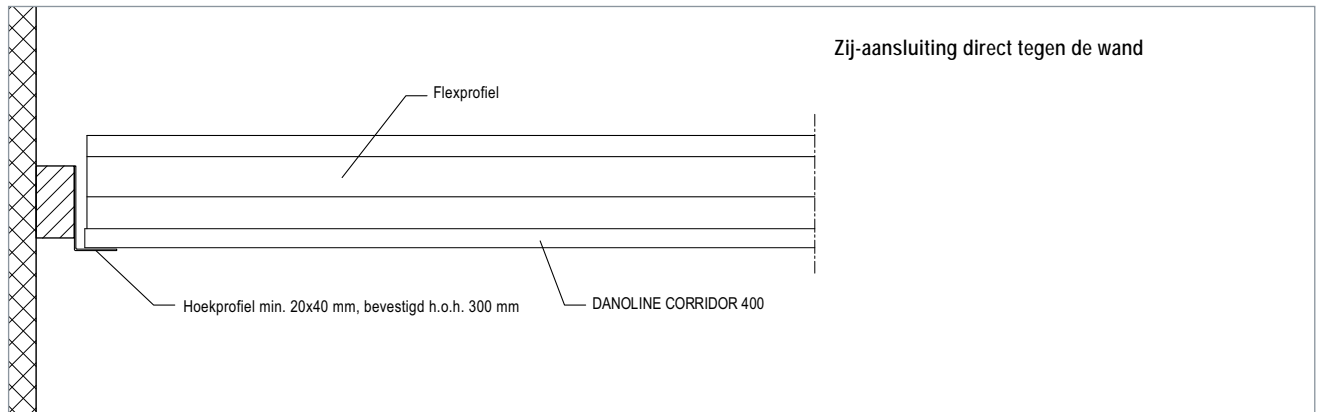 Zij-aansluiting direct tegen de wand
Flexprofiel
Hoekprofiel min. 20x40 mm, bevestigd h.o.h. 300 mm
DANOLINE CORRIDOR 400